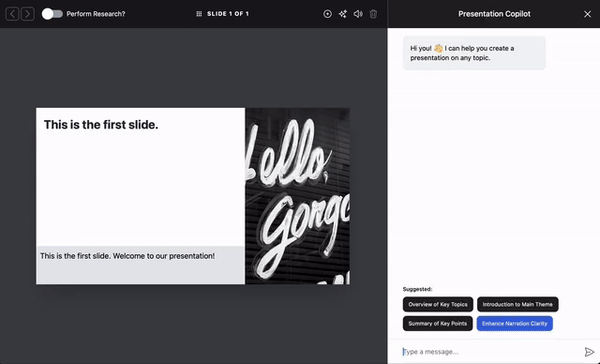 Perform Research?
SLIDE 1 OF 1
Presentation Copilot
Hi you! 👋 I can help you create a
presentation on any topic.
This is the first slide.
Hello,
Gorge
This is the first slide. Welcome to our presentation!
Suggested:
Overview of Key Topics
Introduction to Main Theme
Summary of Key Points
Enhance Narration Clarity
Type a message...